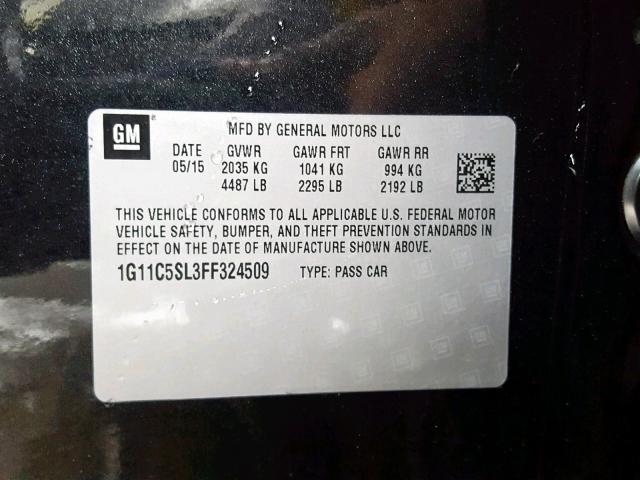 GM
MFD BY GENERAL MOTORS LLC
DATE GVWR GAWR FRT GAWR RR
05/15 2035 KG 1041 KG 994 KG
4487 LB 2295 LB 2192 LB
THIS VEHICLE CONFORMS TO ALL APPLICABLE U.S. FEDERAL MOTOR
VEHICLE SAFETY, BUMPER, AND THEFT PREVENTION STANDARDS IN
EFFECT ON THE DATE OF MANUFACTURE SHOWN ABOVE.
1G11C5SL3FF324509 TYPE: PASS CAR